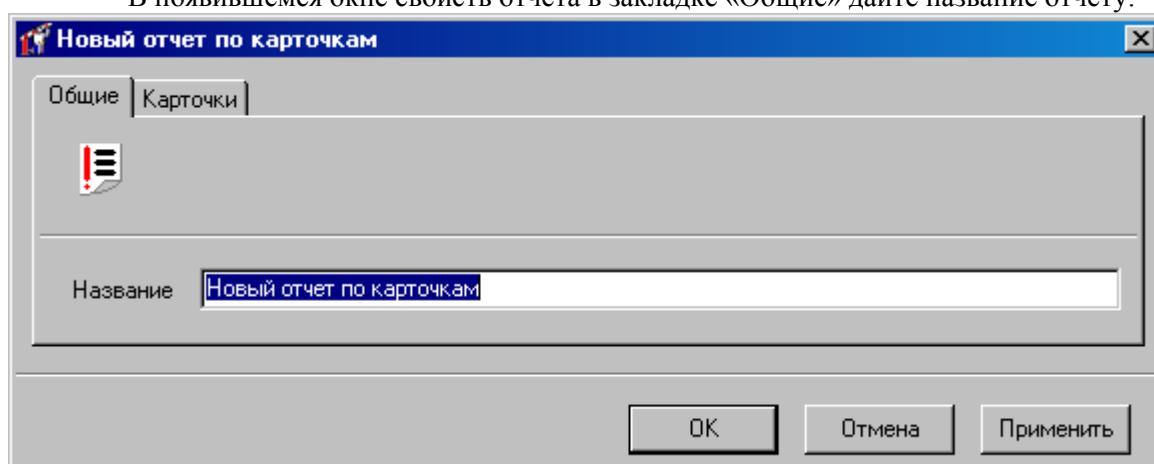 В появившемся окне свойств отчета в закладке «Общие» дайте название отчету.
Новый отчет по карточкам
Общие Карточки
Название Новый отчет по карточкам
OK Отмена Применить